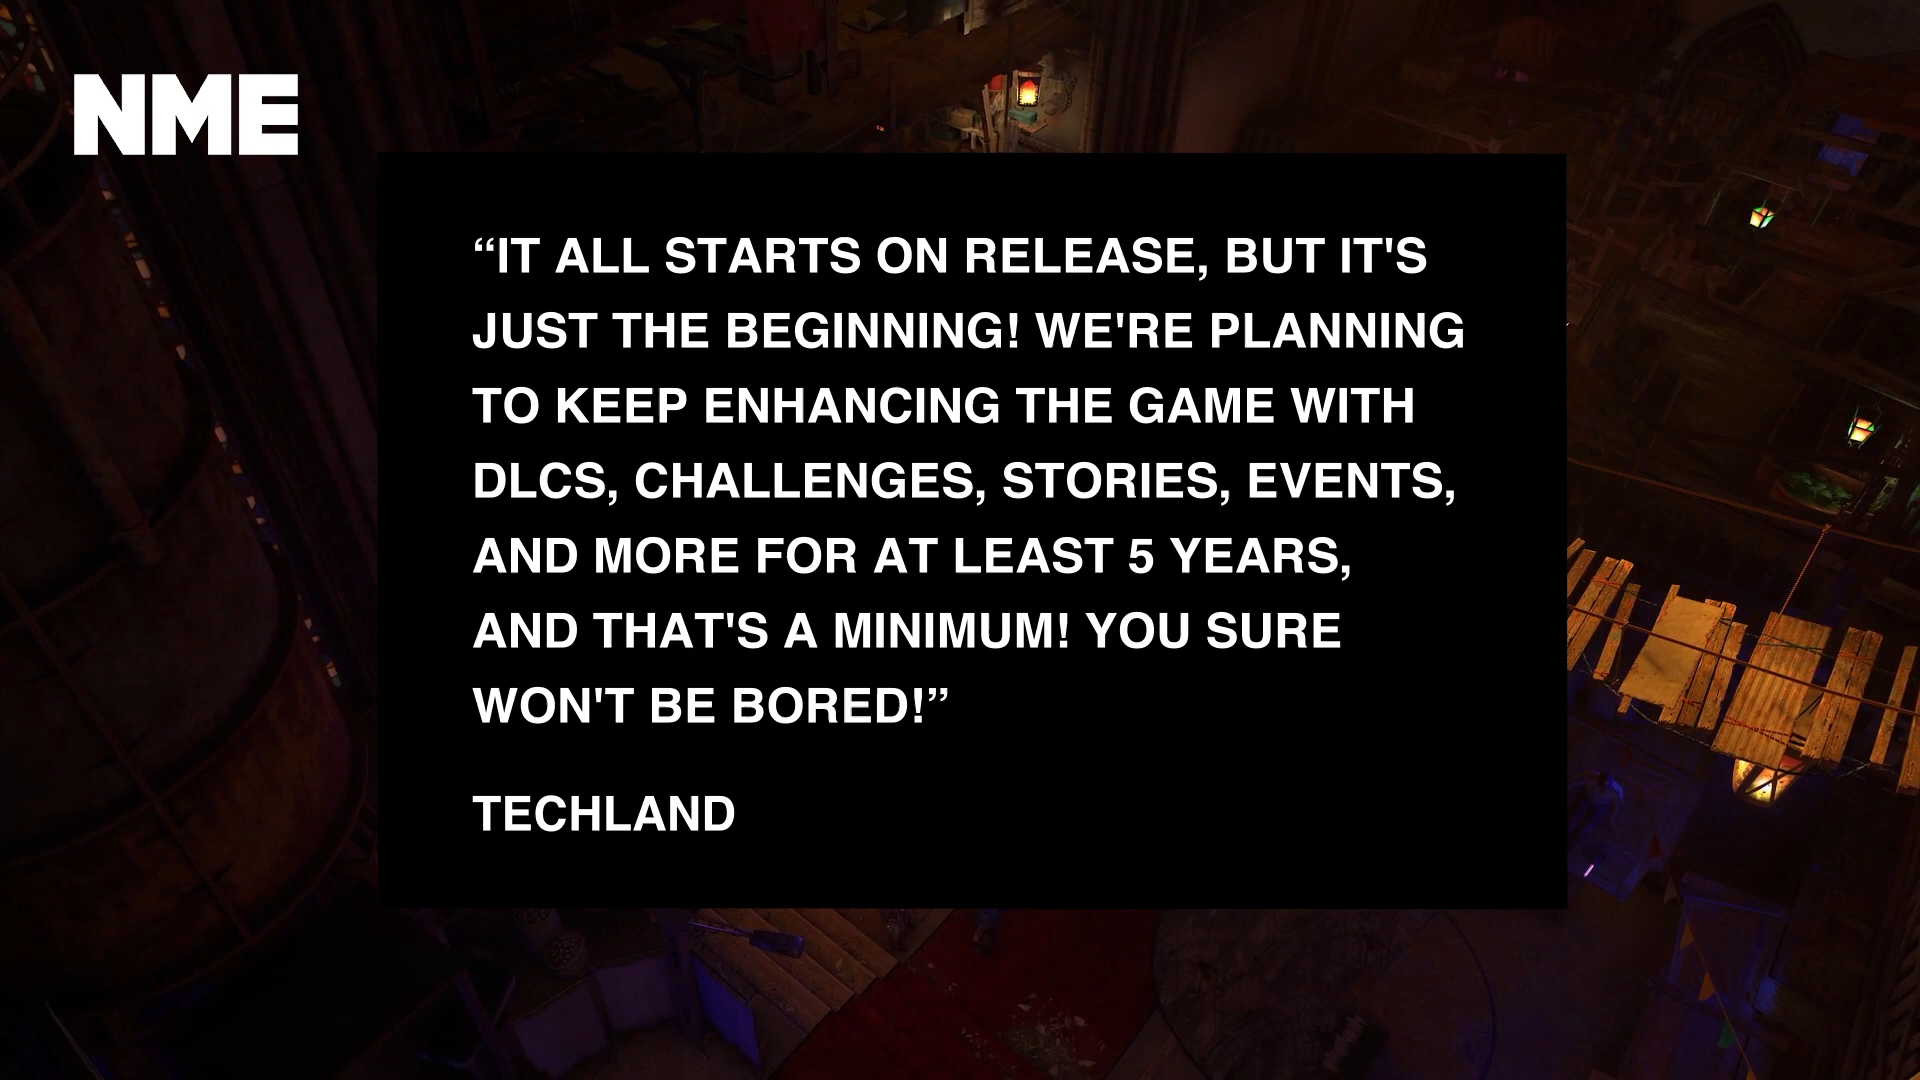 NME
“IT ALL STARTS ON RELEASE, BUT IT'S
JUST THE BEGINNING! WE'RE PLANNING
TO KEEP ENHANCING THE GAME WITH
DLCS, CHALLENGES, STORIES, EVENTS,
AND MORE FOR AT LEAST 5 YEARS,
AND THAT'S A MINIMUM! YOU SURE
WON'T BE BORED!”
TECHLAND